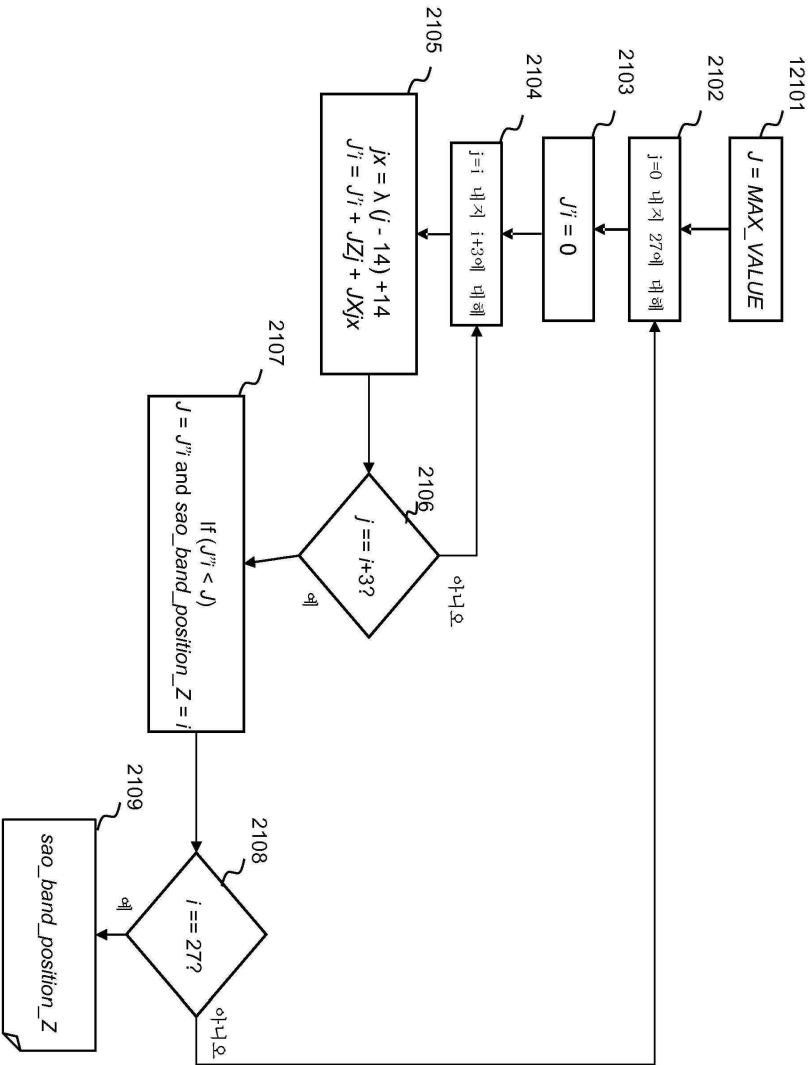 12101
J = MAX_VALUE
2102
j=0 내지 27에 대해
2103
J'i = 0
2104
j=i 내지 i+3에 대해
2105
jx = λ (j - 14) +14
J'i = J'i + JZj + JXjx
2106
j == i+3?
아니오
예
2107
If (J''i < J)
J = J''i and sao_band_position_Z = i
2108
i == 27?
아니오
예
2109
sao_band_position_Z